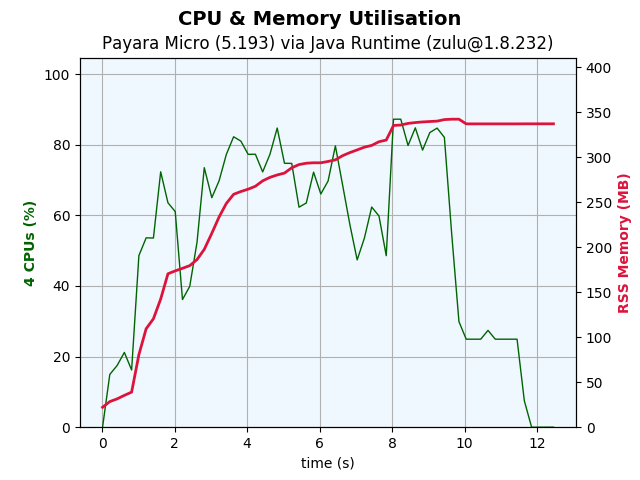 CPU & Memory Utilisation
Payara Micro (5.193) via Java Runtime (zulu@1.8.232)
100
80
60
40
20
0
4 CPUs (%)
400
350
300
250
200
150
100
50
0
RSS Memory (MB)
0 2 4 6 8 10 12
time (s)